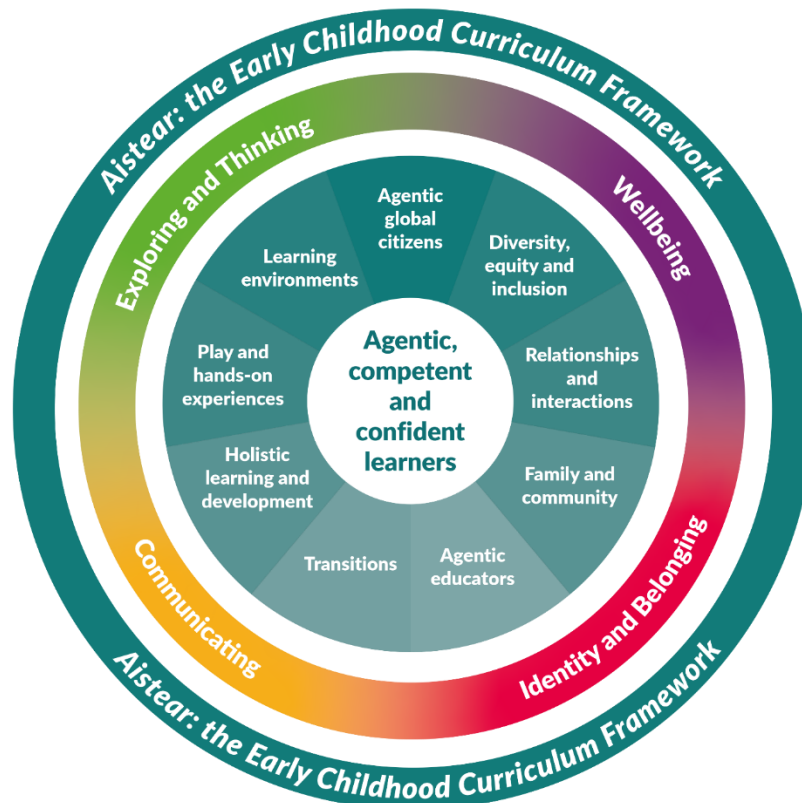 Aistear: the Early Childhood Curriculum Framework
Exploring and Thinking
Wellbeing
Agentic
global
citizens
Diversity,
equity and
inclusion
Relationships
and
interactions
Family and
community
Agentic
educators
Transitions
Holistic
learning and
development
Play and
hands-on
experiences
Learning
environments
Agentic,
competent
and
confident
learners
Communicating
Identity and Belonging
Aistear: the Early Childhood Curriculum Framework